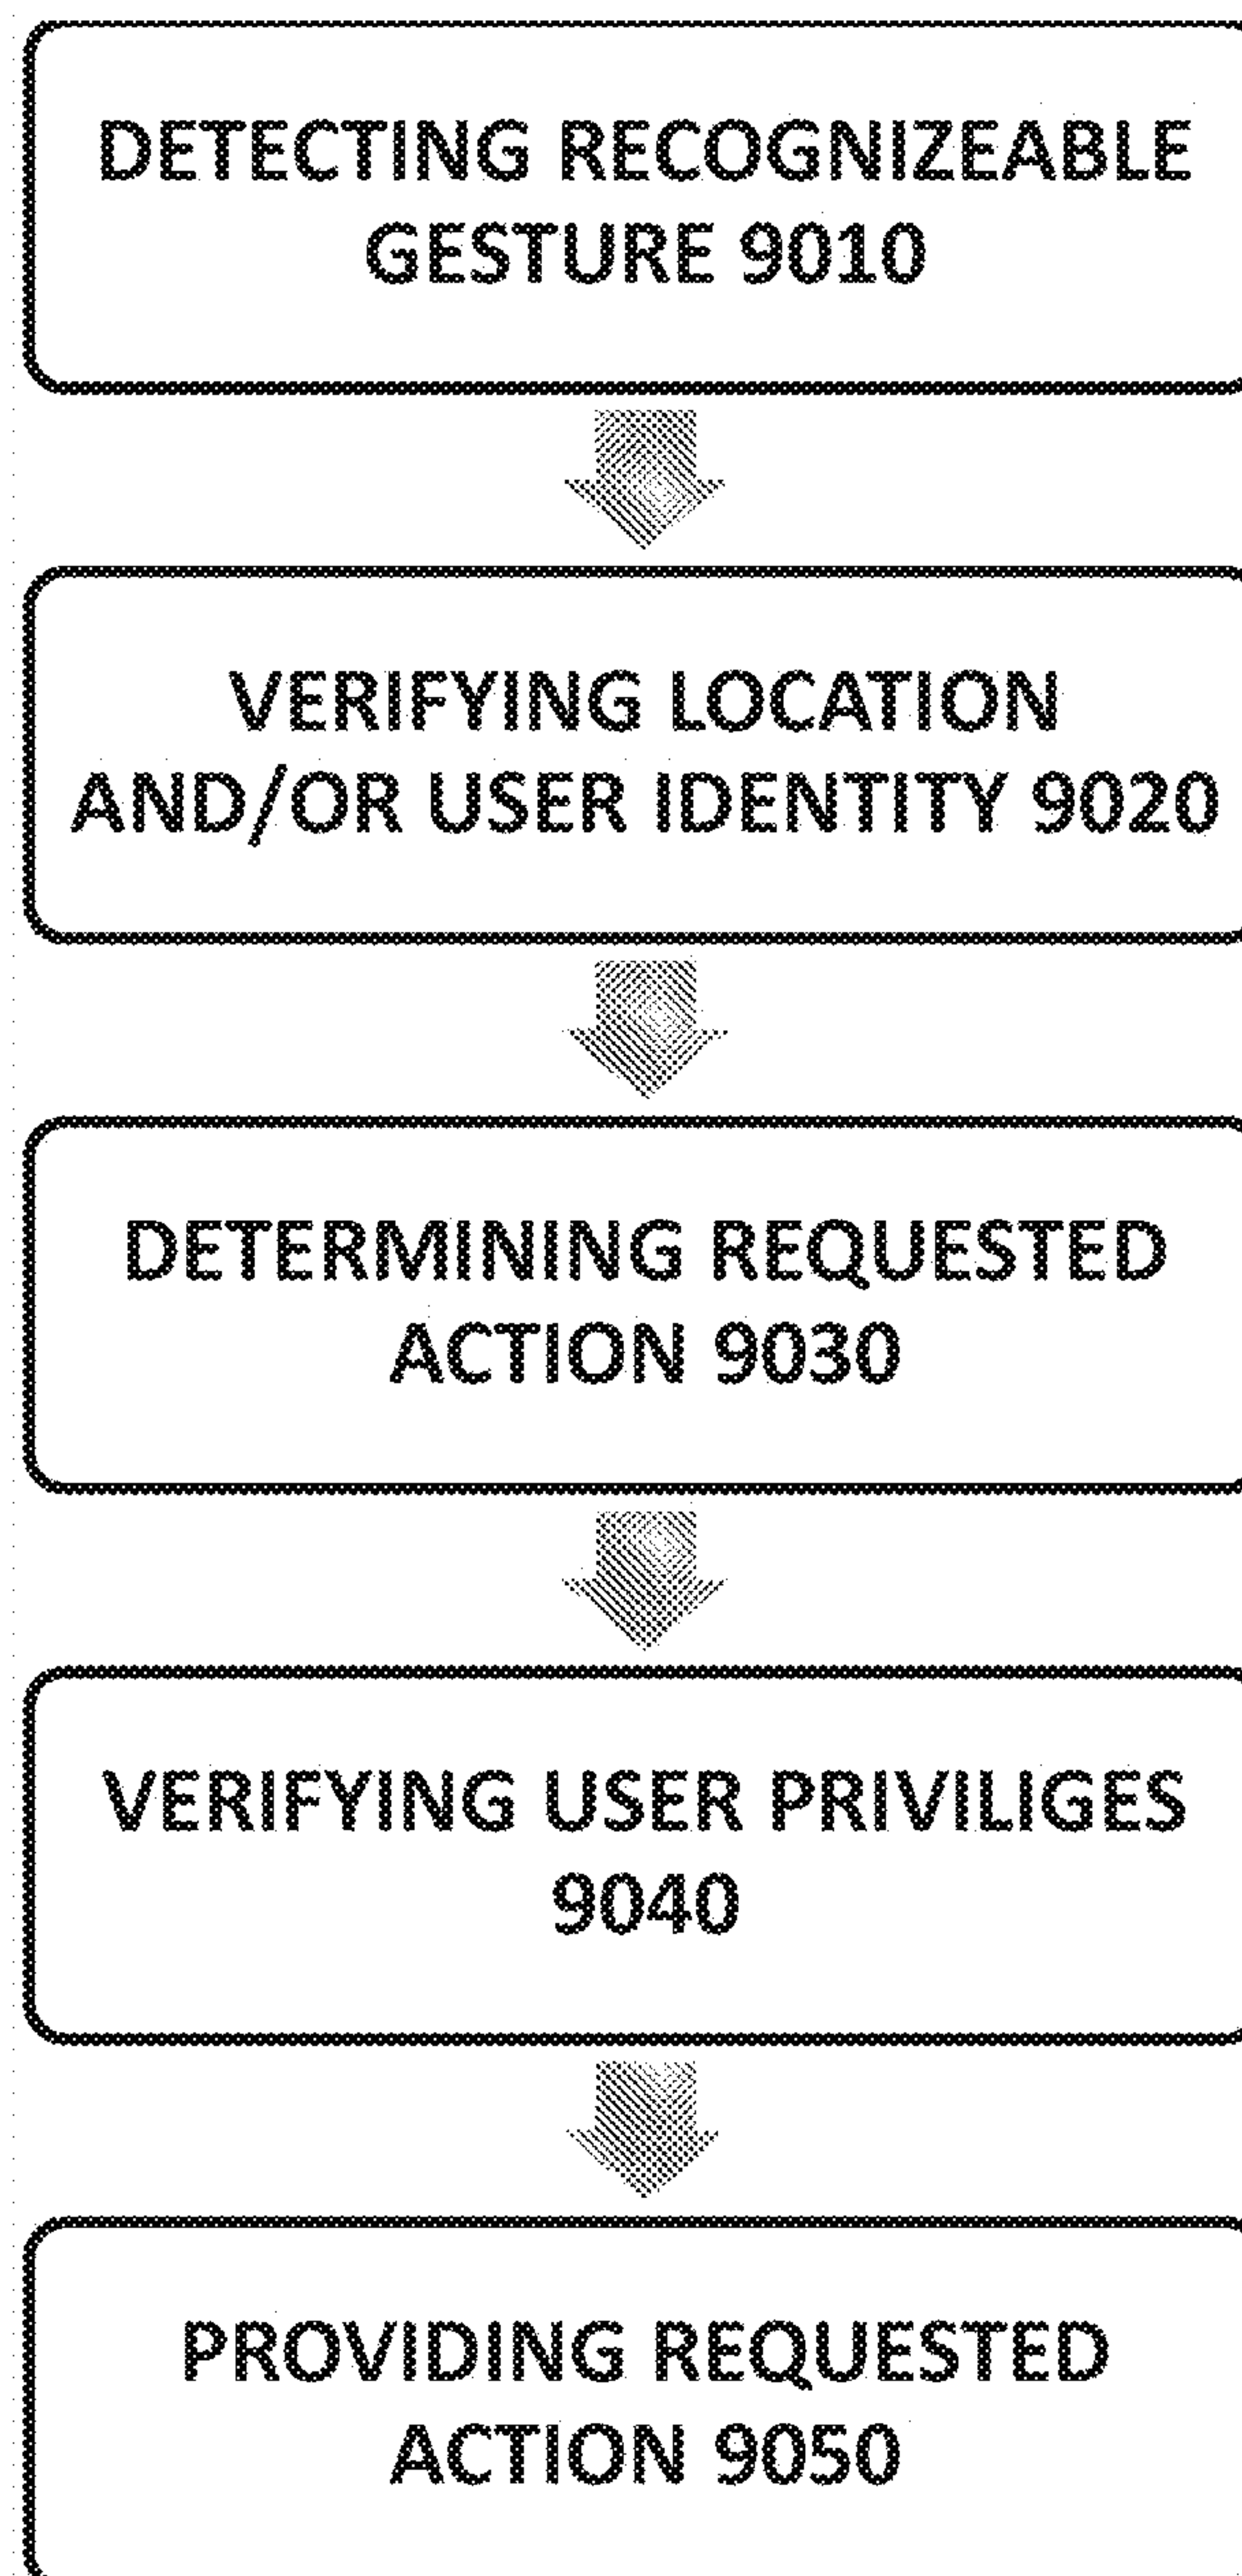 DETECTING RECOGNIZEABLE
GESTURE 9010
VERIFYING LOCATION
AND/OR USER IDENTITY 9020
DETERMINING REQUESTED
ACTION 9030
VERIFYING USER PRIVILIGES
9040
PROVIDING REQUESTED
ACTION 9050